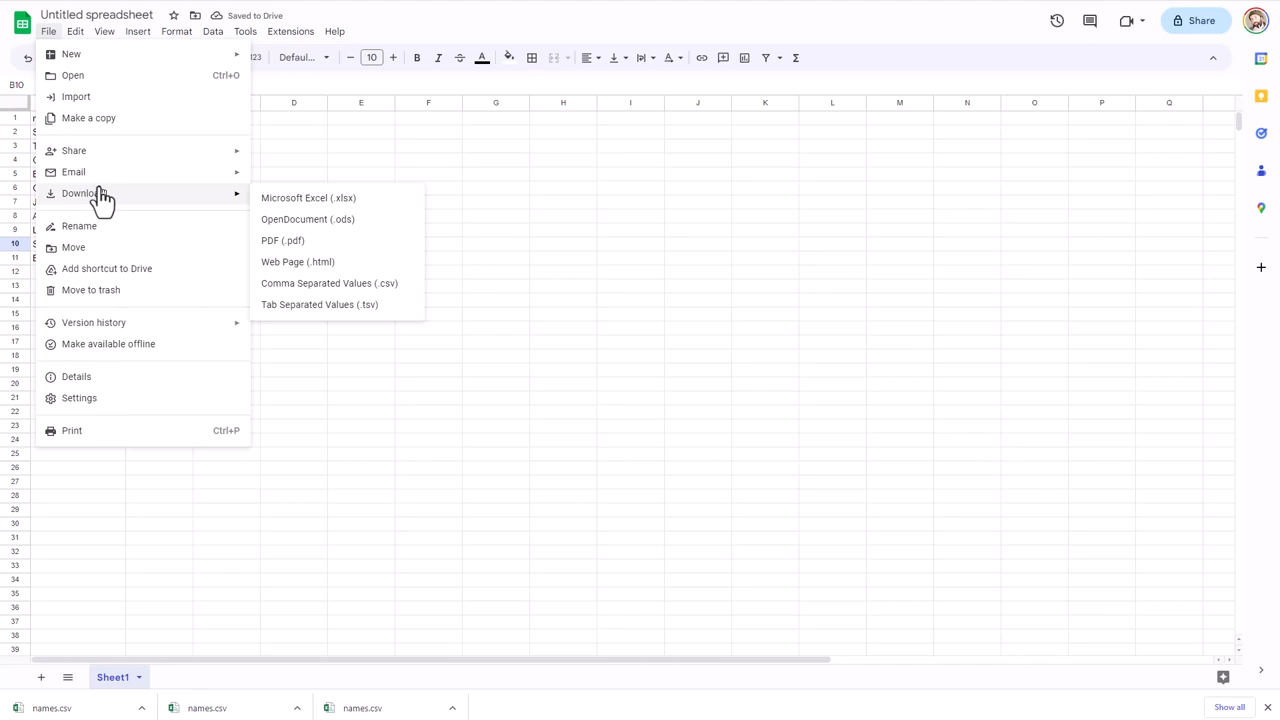 Untitled spreadsheet
Saved to Drive
File Edit View Insert Format Data Tools Extensions Help
Share
123 Defaul... 10 B I A
B10
New
Open Ctrl+O
Import
Make a copy
Share
Email
Download
Rename
Move
Add shortcut to Drive
Move to trash
Version history
Make available offline
Details
Settings
Print Ctrl+P
Microsoft Excel (.xlsx)
OpenDocument (.ods)
PDF (.pdf)
Web Page (.html)
Comma Separated Values (.csv)
Tab Separated Values (.tsv)
D E F G H I J K L M N O P Q
1
2
3
4
5
6
7
8
9
10
11
12
13
14
15
16
17
18
19
20
21
22
23
24
25
26
27
28
29
30
31
32
33
34
35
36
37
38
39
Sheet1
names.csv names.csv names.csv Show all